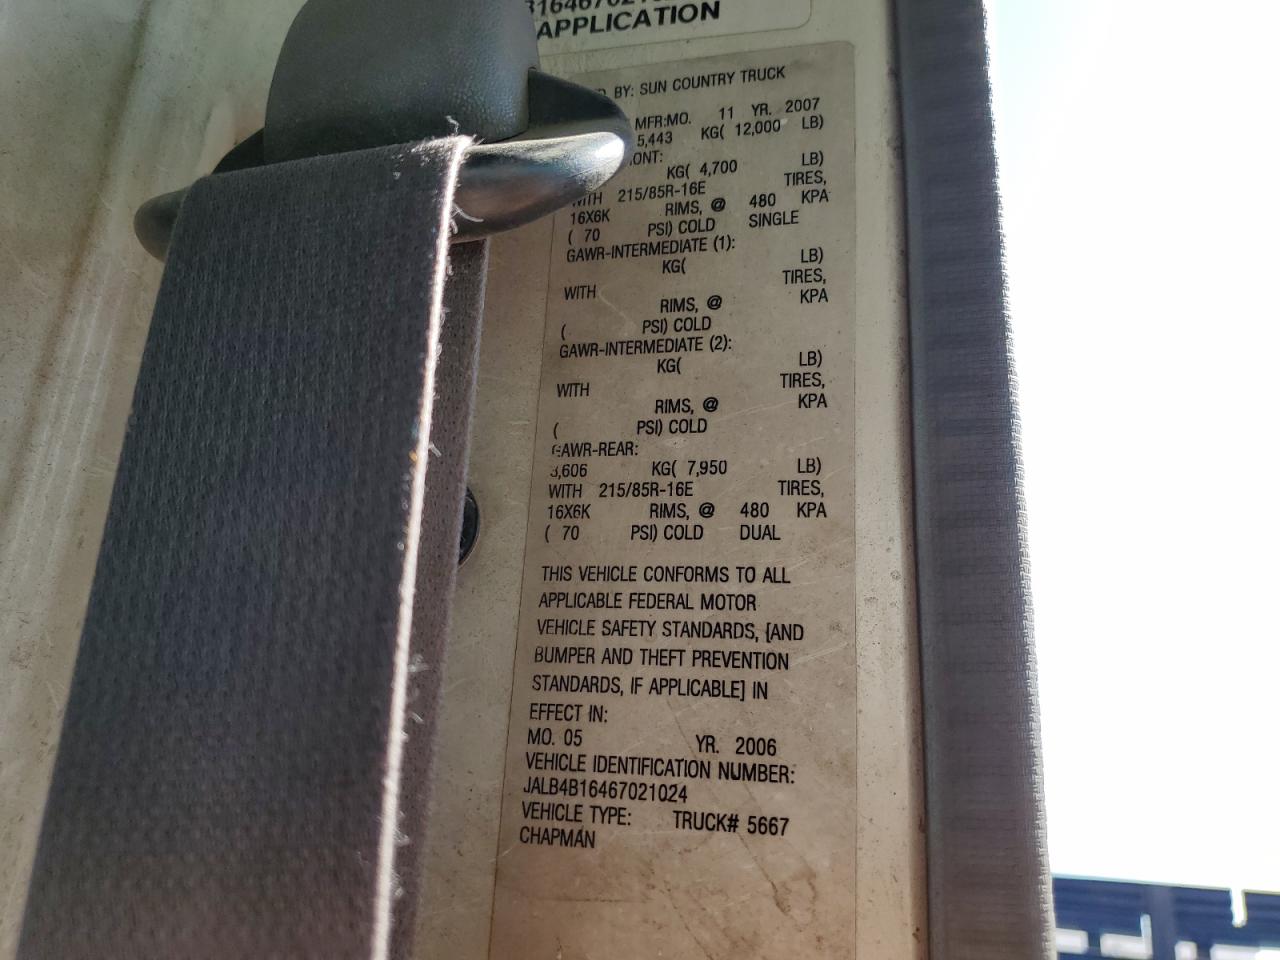 APPLICATION
BY: SUN COUNTRY TRUCK
MFR:MO. 11 YR. 2007
5,443 KG( 12,000 LB)
KG( 4,700 LB)
WITH 215/85R-16E TIRES,
16X6K RIMS, @ 480 KPA
( 70 PSI) COLD SINGLE
GAWR-INTERMEDIATE (1):
KG( LB)
WITH TIRES,
RIMS, @ KPA
( PSI) COLD
GAWR-INTERMEDIATE (2):
KG( LB)
WITH TIRES,
RIMS, @ KPA
( PSI) COLD
GAWR-REAR:
3,606 KG( 7,950 LB)
WITH 215/85R-16E TIRES,
16X6K RIMS, @ 480 KPA
( 70 PSI) COLD DUAL
THIS VEHICLE CONFORMS TO ALL
APPLICABLE FEDERAL MOTOR
VEHICLE SAFETY STANDARDS, [AND
BUMPER AND THEFT PREVENTION
STANDARDS, IF APPLICABLE] IN
EFFECT IN:
MO. 05 YR. 2006
VEHICLE IDENTIFICATION NUMBER:
JALB4B16467021024
VEHICLE TYPE: TRUCK# 5667
CHAPMAN